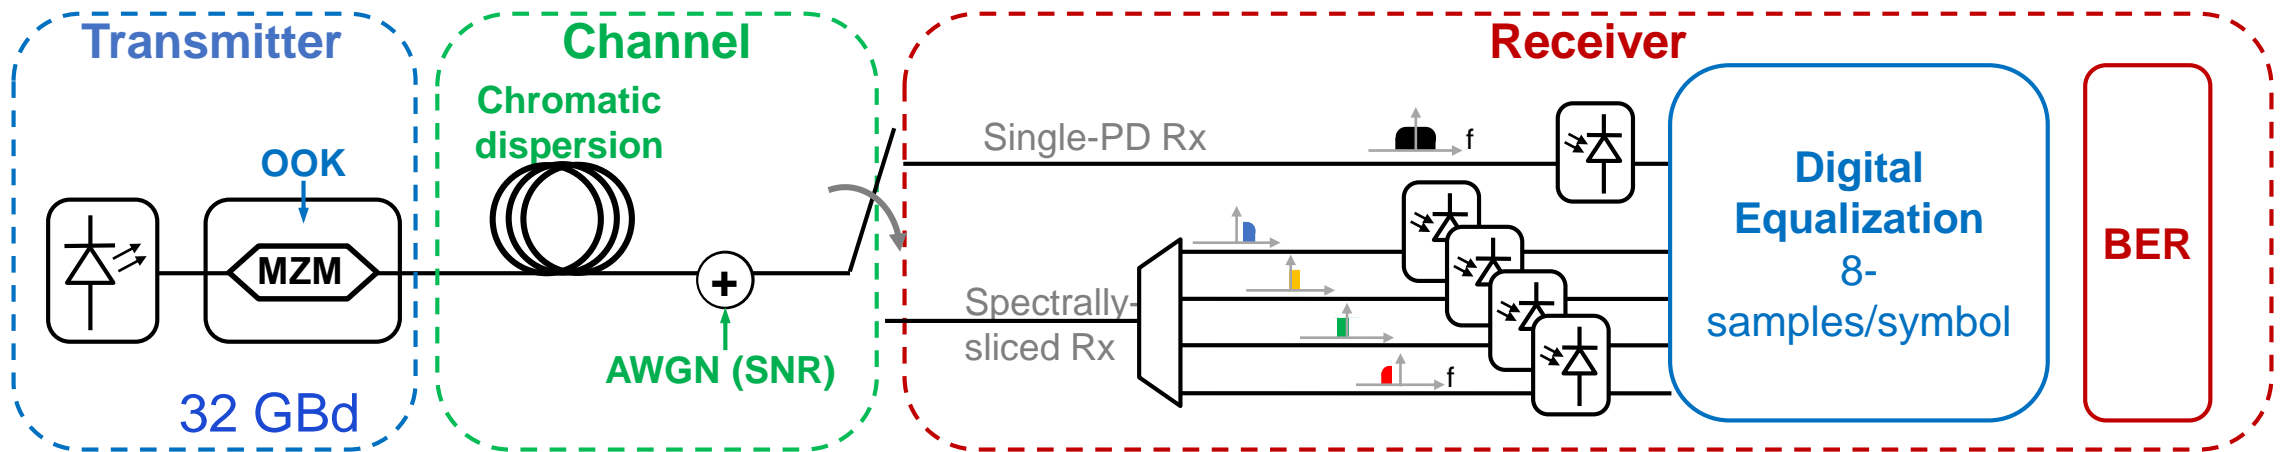 Transmitter
OOK
MZM
32 GBd
Channel
Chromatic
dispersion
+
AWGN (SNR)
Receiver
Single-PD Rx
f
Spectrally-
sliced Rx
f
Digital
Equalization
8-
samples/symbol
BER